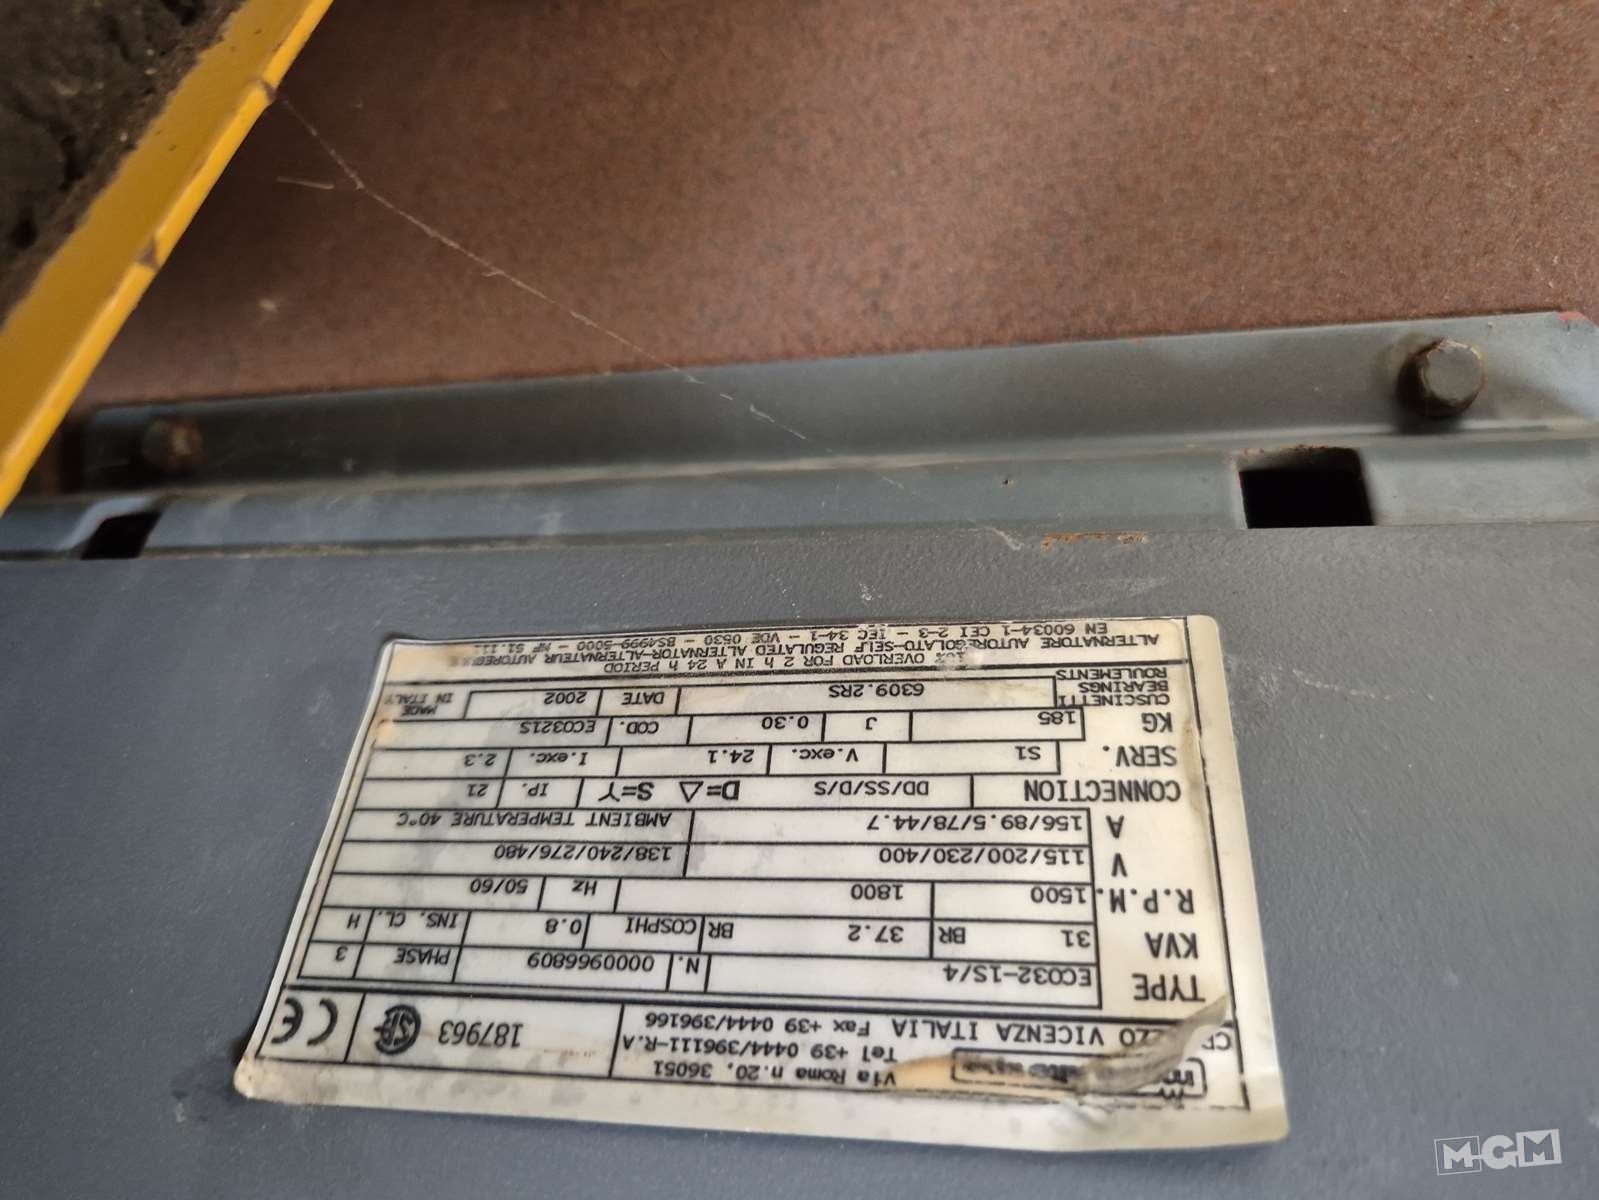 Via Roma n.20, 36051
Tel +39 0444/396111-R.A
VICENZA ITALIA Fax +39 0444/396166
187963
CE
TYPE ECO32-1S/4 N. 0000966809 PHASE 3
KVA 31 BR 37.2 BR COSPHI 0.8 INS. CL. H
R.P.M. 1500 1800 Hz 50/60
V 115/200/230/400 138/240/276/480
A 156/89.5/78/44.7 AMBIENT TEMPERATURE 40°C
CONNECTION DD/SS/D/S D=△ S=Y IP. 21
SERV. S1 V.exc. 24.1 I.exc. 2.3
KG 185 J 0.30 COD. ECO321S
CUSCINETTI
BEARINGS
ROULEMENTS
6309.2RS DATE 2002 MADE
IN ITALY
10% OVERLOAD FOR 2 h IN A 24 h PERIOD
ALTERNATORE AUTOREGOLATO-SELF REGULATED ALTERNATOR-ALTERNATEUR
EN 60034-1 CEI 2-3 - IEC 34-1 - VDE 0530 - BS4999-5000 - NF 51.111
MGM